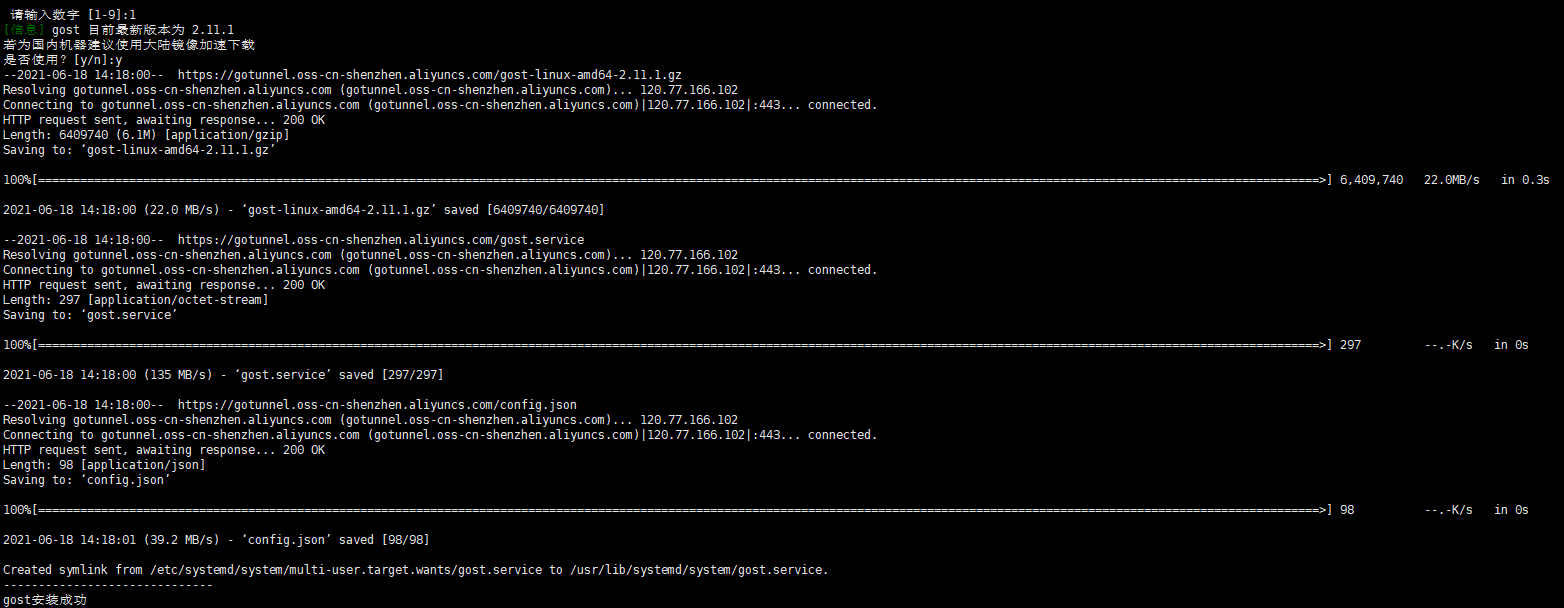 请输入数字 [1-9]:1
[信息] gost 目前最新版本为 2.11.1
若为国内机器建议使用大陆镜像加速下载
是否使用？[y/n]:y
--2021-06-18 14:18:00--  https://gotunnel.oss-cn-shenzhen.aliyuncs.com/gost-linux-amd64-2.11.1.gz
Resolving gotunnel.oss-cn-shenzhen.aliyuncs.com (gotunnel.oss-cn-shenzhen.aliyuncs.com)... 120.77.166.102
Connecting to gotunnel.oss-cn-shenzhen.aliyuncs.com (gotunnel.oss-cn-shenzhen.aliyuncs.com)|120.77.166.102|:443... connected.
HTTP request sent, awaiting response... 200 OK
Length: 6409740 (6.1M) [application/gzip]
Saving to: ‘gost-linux-amd64-2.11.1.gz’
100%[======================================>] 6,409,740   22.0MB/s   in 0.3s
2021-06-18 14:18:00 (22.0 MB/s) - ‘gost-linux-amd64-2.11.1.gz’ saved [6409740/6409740]
--2021-06-18 14:18:00--  https://gotunnel.oss-cn-shenzhen.aliyuncs.com/gost.service
Resolving gotunnel.oss-cn-shenzhen.aliyuncs.com (gotunnel.oss-cn-shenzhen.aliyuncs.com)... 120.77.166.102
Connecting to gotunnel.oss-cn-shenzhen.aliyuncs.com (gotunnel.oss-cn-shenzhen.aliyuncs.com)|120.77.166.102|:443... connected.
HTTP request sent, awaiting response... 200 OK
Length: 297 [application/octet-stream]
Saving to: ‘gost.service’
100%[======================================>] 297         --.-K/s   in 0s
2021-06-18 14:18:00 (135 MB/s) - ‘gost.service’ saved [297/297]
--2021-06-18 14:18:00--  https://gotunnel.oss-cn-shenzhen.aliyuncs.com/config.json
Resolving gotunnel.oss-cn-shenzhen.aliyuncs.com (gotunnel.oss-cn-shenzhen.aliyuncs.com)... 120.77.166.102
Connecting to gotunnel.oss-cn-shenzhen.aliyuncs.com (gotunnel.oss-cn-shenzhen.aliyuncs.com)|120.77.166.102|:443... connected.
HTTP request sent, awaiting response... 200 OK
Length: 98 [application/json]
Saving to: ‘config.json’
100%[======================================>] 98          --.-K/s   in 0s
2021-06-18 14:18:01 (39.2 MB/s) - ‘config.json’ saved [98/98]
Created symlink from /etc/systemd/system/multi-user.target.wants/gost.service to /usr/lib/systemd/system/gost.service.
------------------------------
gost安装成功